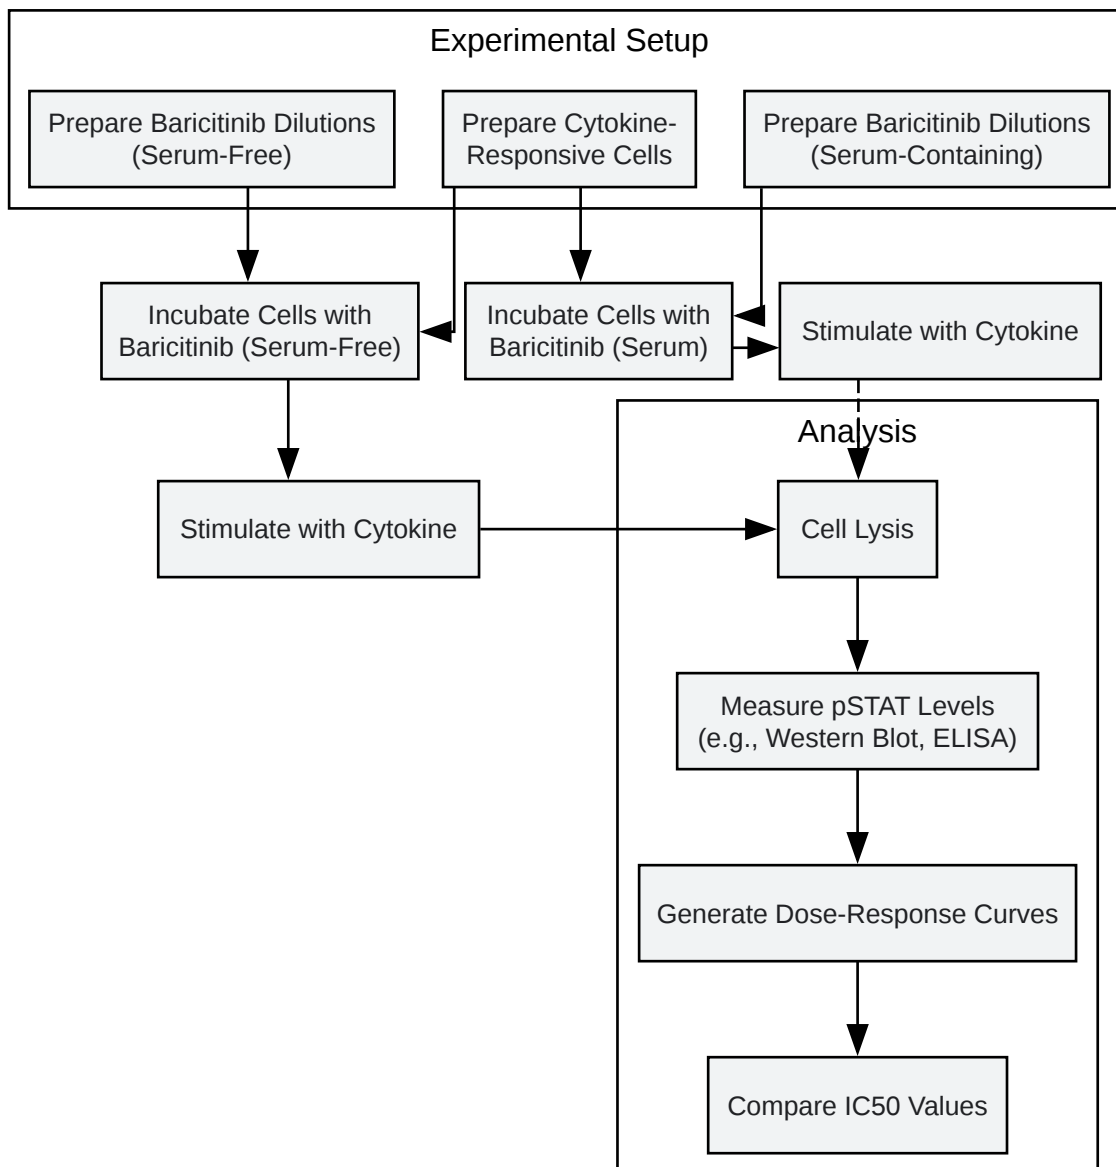 Experimental Setup
Prepare Baricitinib Dilutions
(Serum-Free)
Prepare Cytokine-
Responsive Cells
Prepare Baricitinib Dilutions
(Serum-Containing)
Incubate Cells with
Baricitinib (Serum-Free)
Incubate Cells with
Baricitinib (Serum)
Stimulate with Cytokine
Analysis
Stimulate with Cytokine
Cell Lysis
Measure pSTAT Levels
(e.g., Western Blot, ELISA)
Generate Dose-Response Curves
Compare IC50 Values